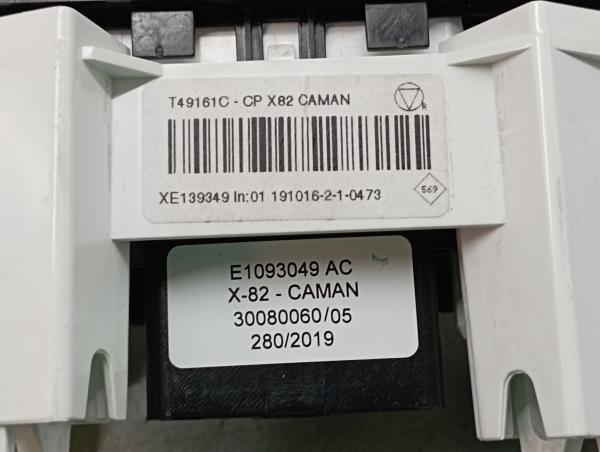 T49161C - CP X82 CAMAN
R
XE139349 In:01 191016-2-1-0473
569
E1093049 AC
X-82 - CAMAN
30080060/05
280/2019